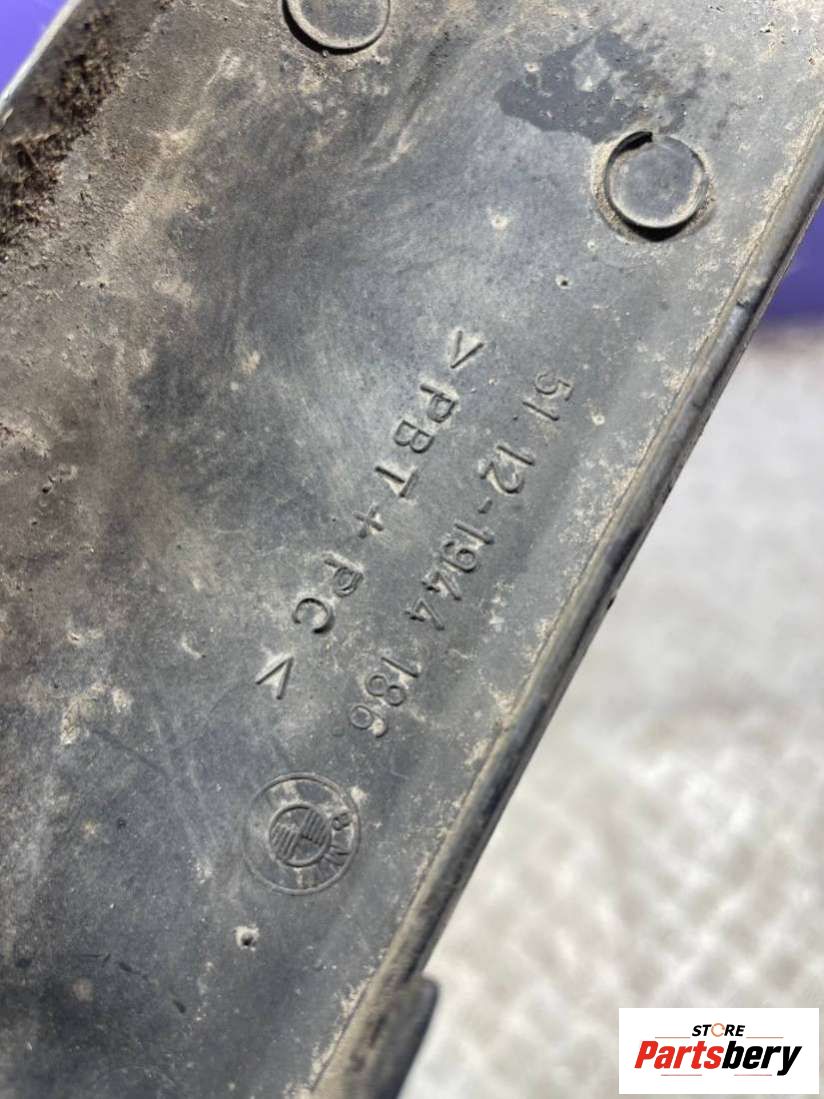 51 12-1944 186
>PBT+PC<
BMW
STORE
Partsbery